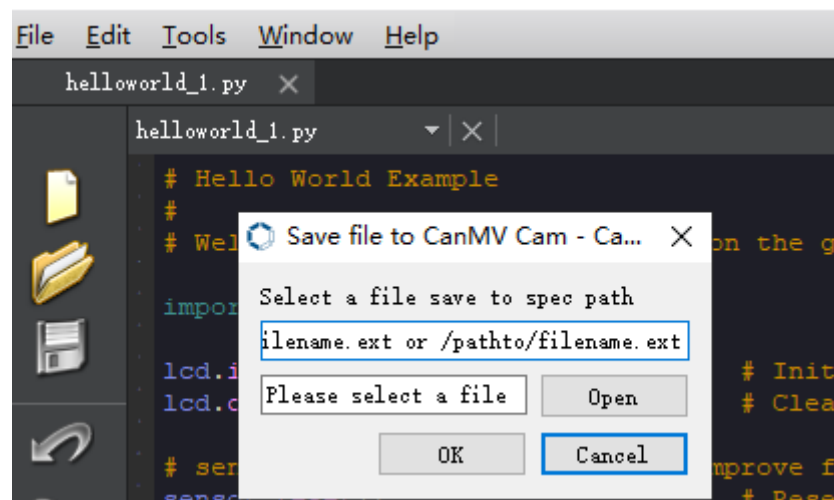 File Edit Tools Window Help
helloworld_1.py
helloworld_1.py
# Hello World Example
#
# Wel
Save file to CanMV Cam - Ca...
on the g
Select a file save to spec path
impor
ilename.ext or /pathto/filename.ext
lcd.i
# Init
Please select a file
Open
lcd.c
# Clea
OK
Cancel
# sen
mprove f